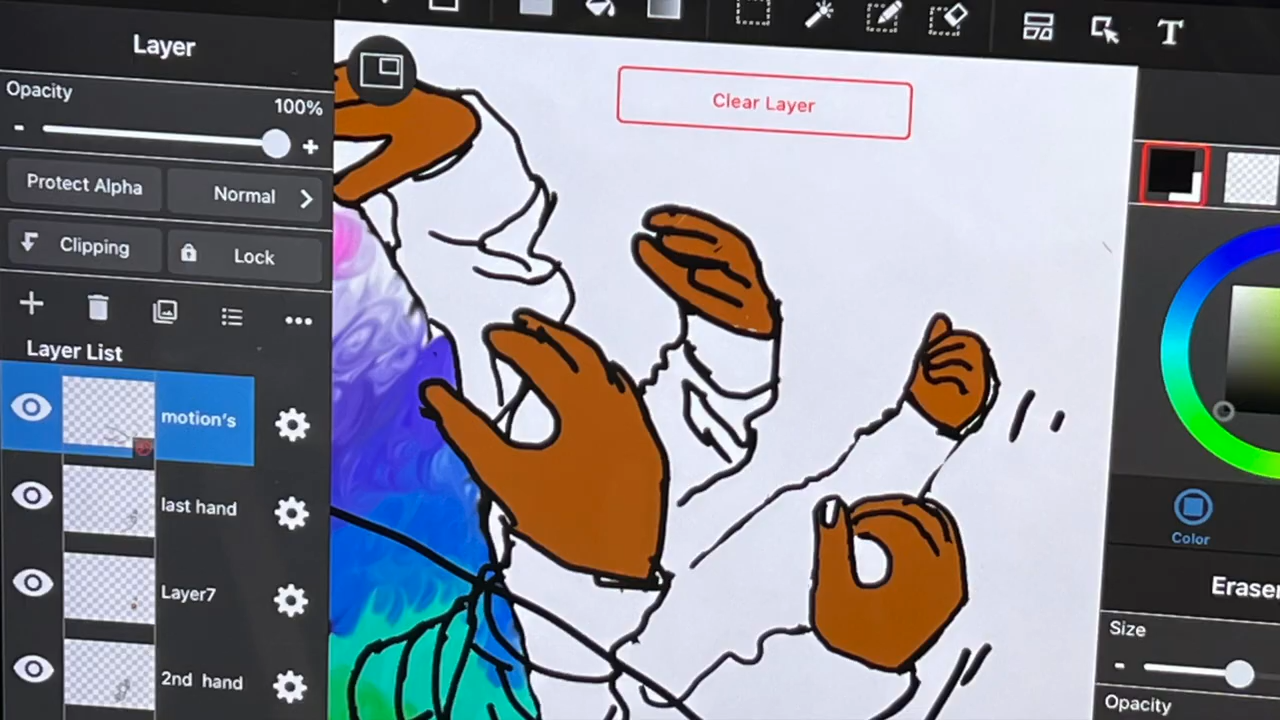 Layer
T
Opacity
100%
Clear Layer
Protect Alpha
Normal
Clipping
Lock
Layer List
motion's
last hand
Layer7
2nd hand
Color
Size
Opacity